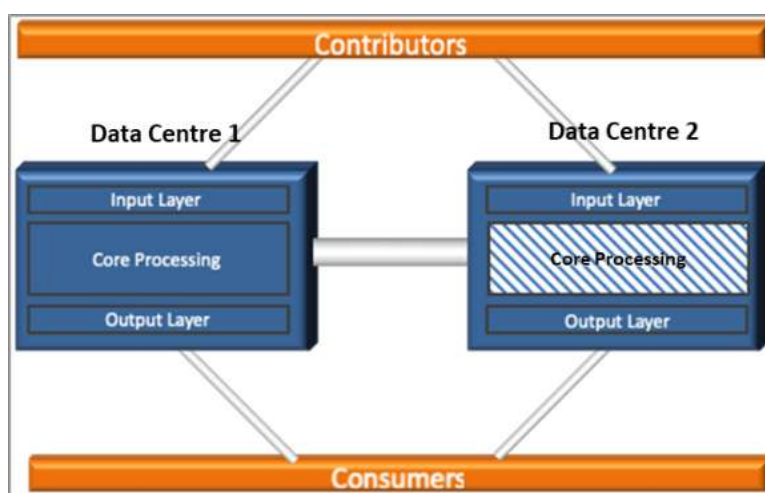 Contributors
Data Centre 1
Data Centre 2
Input Layer
Core Processing
Output Layer
Input Layer
Core Processing
Output Layer
Consumers